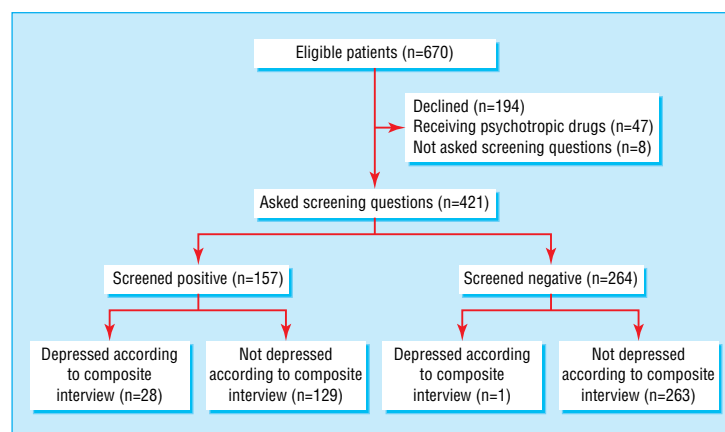 Eligible patients (n=670)
Declined (n=194)
Receiving psychotropic drugs (n=47)
Not asked screening questions (n=8)
Asked screening questions (n=421)
Screened positive (n=157)
Screened negative (n=264)
Depressed according
to composite
interview (n=28)
Not depressed
according to composite
interview (n=129)
Depressed according
to composite
interview (n=1)
Not depressed
according to composite
interview (n=263)